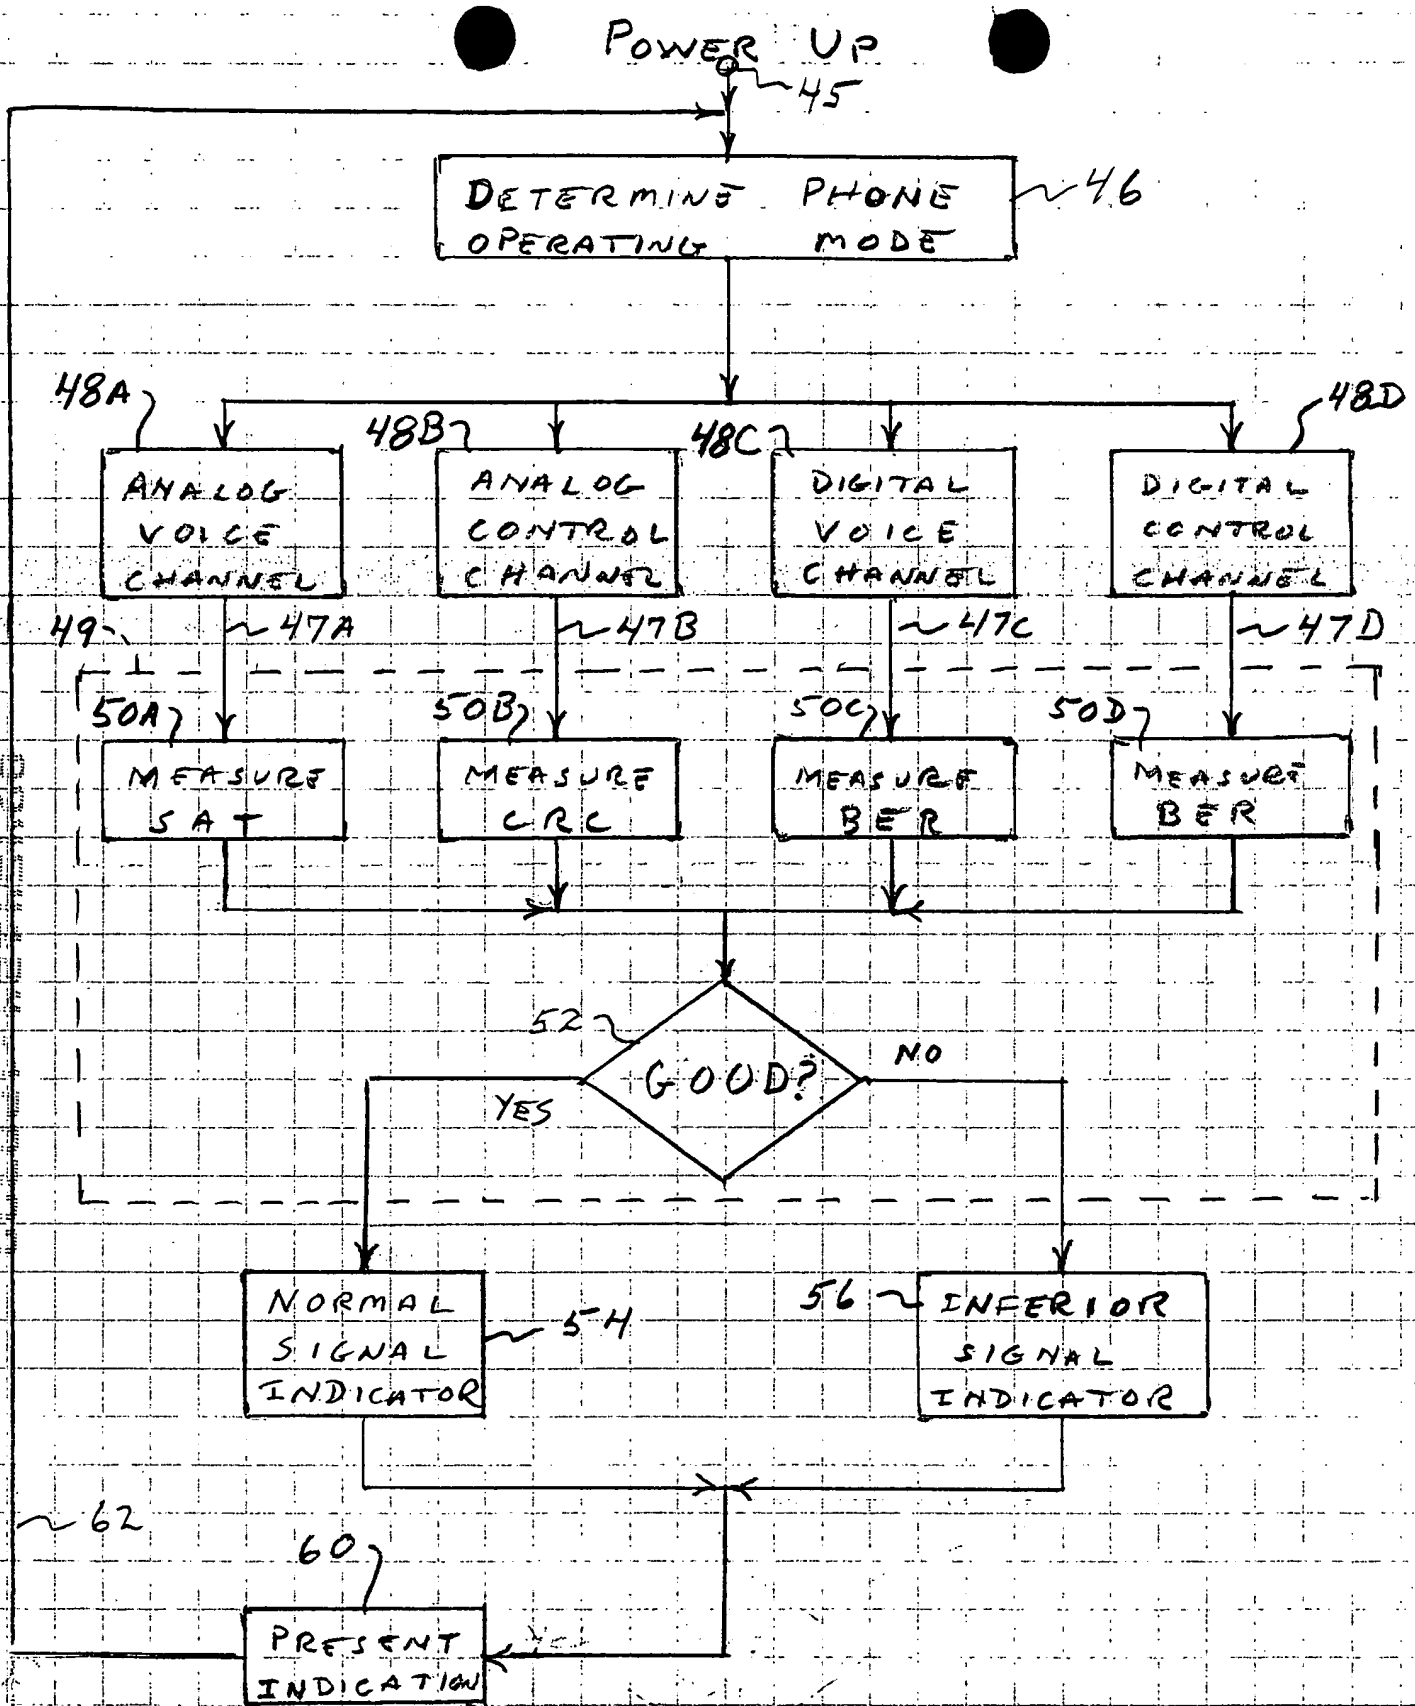 POWER UP
45
DETERMINE PHONE
OPERATING MODE
46
48A
48B
48C
48D
ANALOG
VOICE
CHANNEL
ANALOG
CONTROL
CHANNEL
DIGITAL
VOICE
CHANNEL
DIGITAL
CONTROL
CHANNEL
49
47A
47B
47C
47D
50A
50B
50C
50D
MEASURE
SAT
MEASURE
CRC
MEASURE
BER
MEASURE
BER
52
GOOD?
NO
YES
NORMAL
SIGNAL
INDICATOR
54
56
INFERIOR
SIGNAL
INDICATOR
62
60
PRESENT
INDICATION